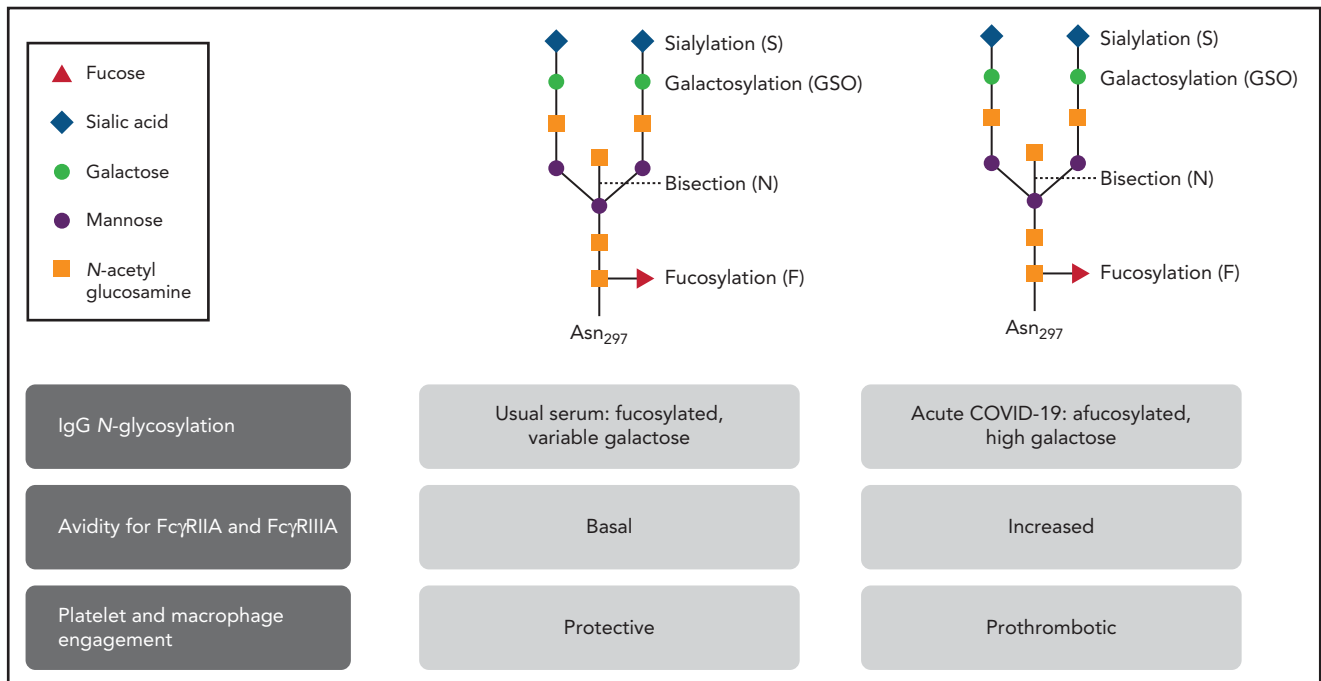 Fucose
Sialic acid
Galactose
Mannose
N-acetyl
glucosamine
Sialylation (S)
Galactosylation (GSO)
Bisection (N)
Fucosylation (F)
Asn297
Sialylation (S)
Galactosylation (GSO)
Bisection (N)
Fucosylation (F)
Asn297
IgG N-glycosylation
Usual serum: fucosylated,
variable galactose
Acute COVID-19: afucosylated,
high galactose
Avidity for FcγRIIA and FcγRIIIA
Basal
Increased
Platelet and macrophage
engagement
Protective
Prothrombotic